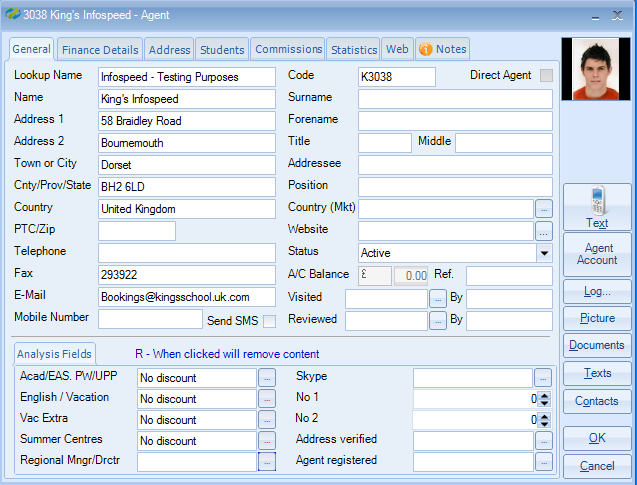 3038 King's Infospeed - Agent
General Finance Details Address Students Commissions Statistics Web Notes
Lookup Name Infospeed - Testing Purposes Code K3038 Direct Agent
Name King's Infospeed Surname
Address 1 58 Braidley Road Forename
Address 2 Bournemouth Title Middle
Town or City Dorset Addressee
Cnty/Prov/State BH2 6LD Position
Country United Kingdom Country (Mkt) ...
PTC/Zip Website ...
Telephone Status Active
Fax 293922 A/C Balance £ 0.00 Ref.
E-Mail Bookings@kingsschool.uk.com Visited ... By
Mobile Number Send SMS Reviewed ... By
Analysis Fields R - When clicked will remove content
Acad/EAS. PW/UPP No discount ... Skype ...
English / Vacation No discount ... No 1 0
Vac Extra No discount ... No 2 0
Summer Centres No discount ... Address verified ...
Regional Mngr/Drctr ... Agent registered ...
Text
Agent
Account
Log...
Picture
Documents
Texts
Contacts
OK
Cancel